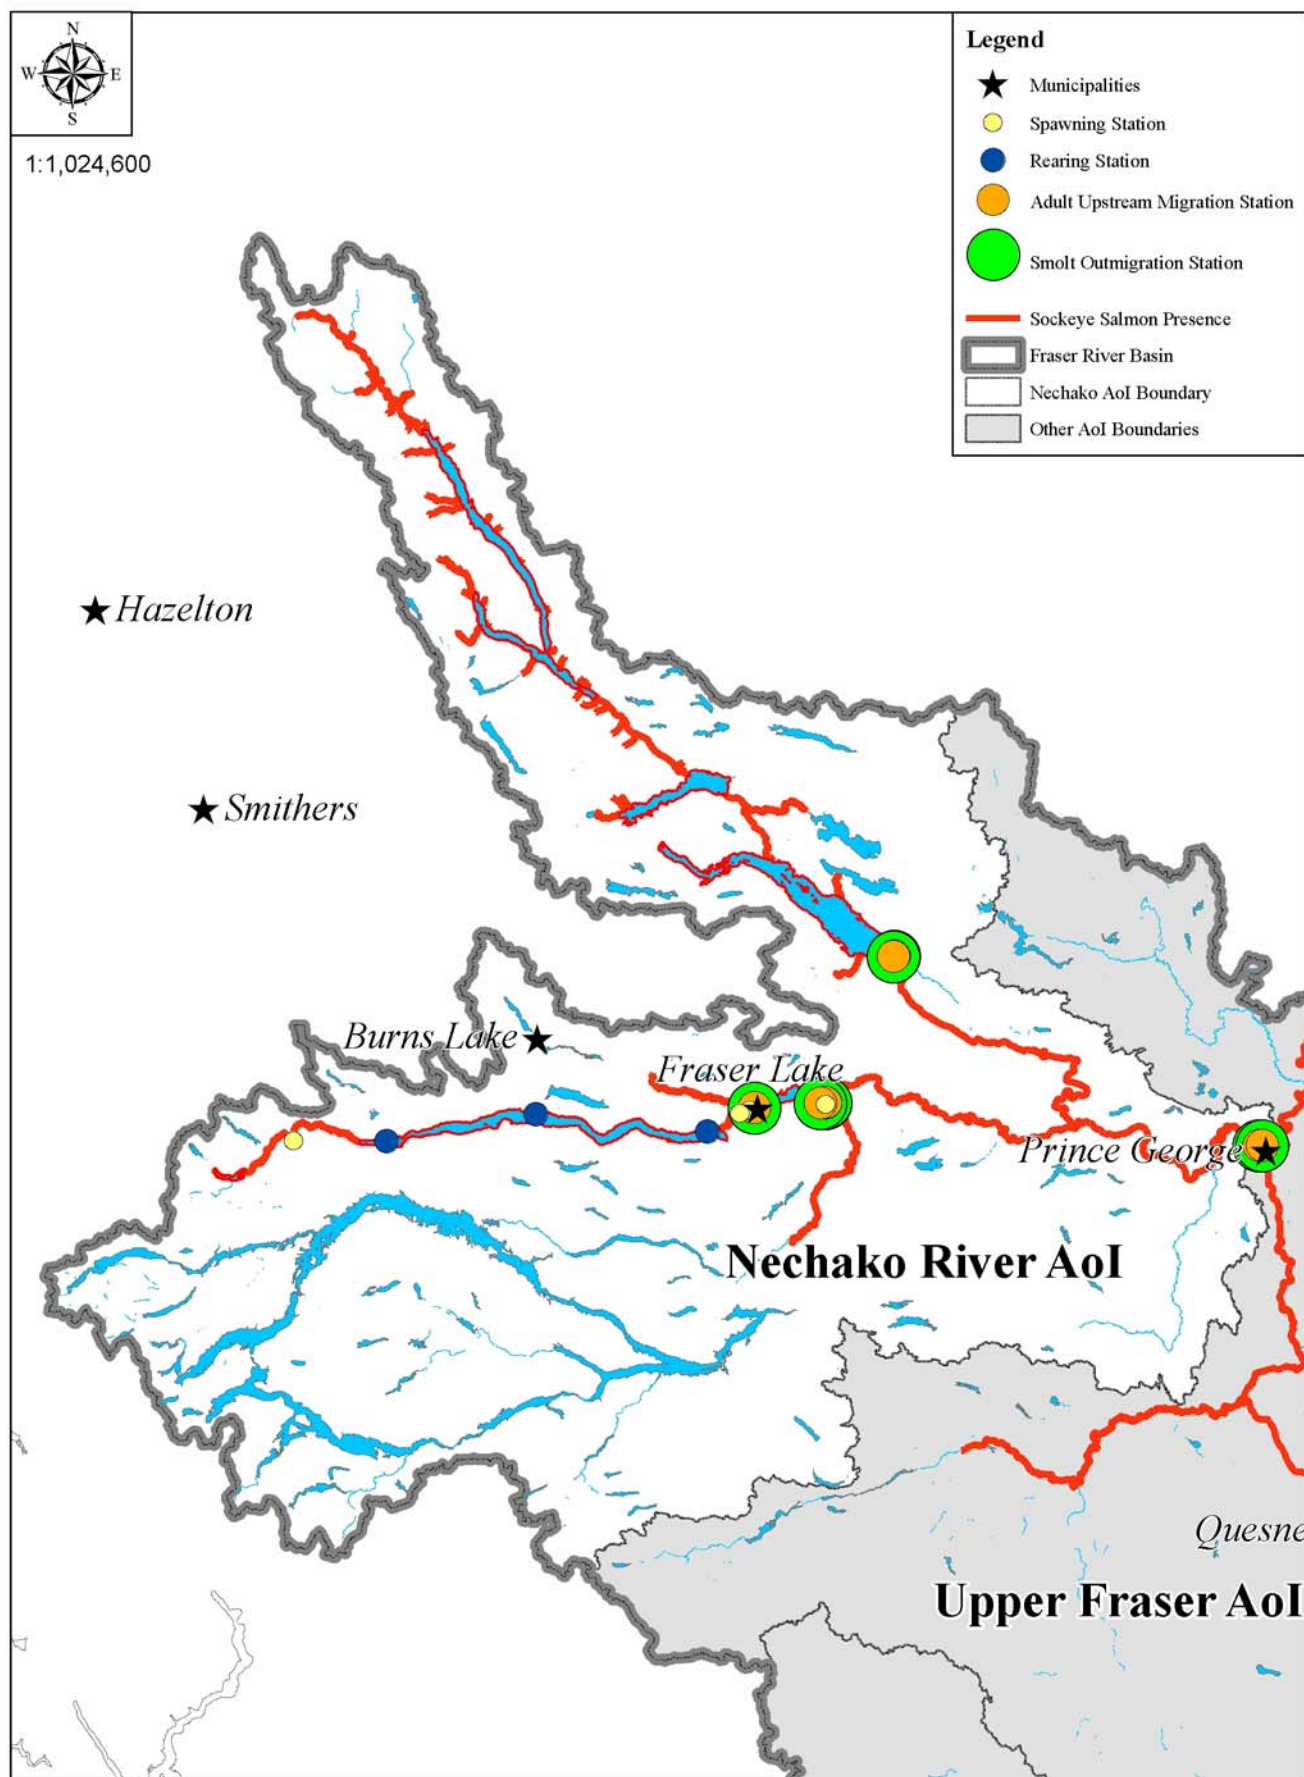 N
W E
S
1:1,024,600
Legend
Municipalities
Spawning Station
Rearing Station
Adult Upstream Migration Station
Smolt Outmigration Station
Sockeye Salmon Presence
Fraser River Basin
Nechako AoI Boundary
Other AoI Boundaries
Hazelton
Smithers
Burns Lake
Fraser Lake
Prince George
Nechako River AoI
Quesne
Upper Fraser AoI